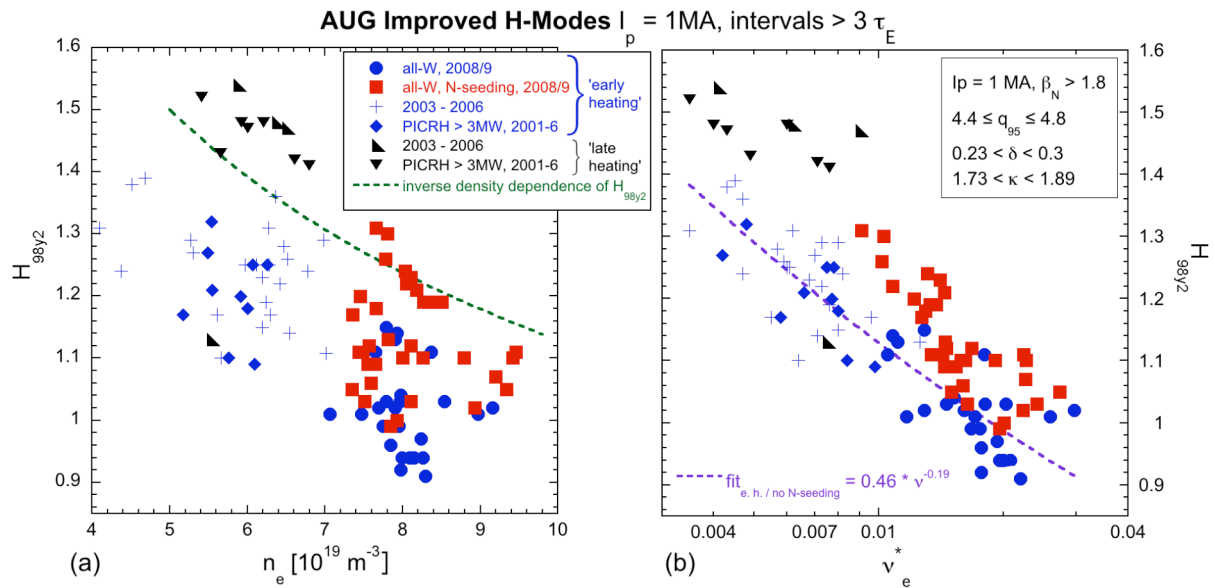 AUG Improved H-Modes I_p = 1MA, intervals > 3 τ_E
1.6
1.5
1.4
1.3
1.2
1.1
1
0.9
H_98y2
4 5 6 7 8 9 10
(a) n_e [10^19 m^-3]
all-W, 2008/9
all-W, N-seeding, 2008/9
2003 - 2006
PICRH > 3MW, 2001-6
'early heating'
2003 - 2006
PICRH > 3MW, 2001-6
'late heating'
inverse density dependence of H_98y2
Ip = 1 MA, β_N > 1.8
4.4 ≤ q_95 ≤ 4.8
0.23 < δ < 0.3
1.73 < κ < 1.89
fit_e. h. / no N-seeding = 0.46 * ν^-0.19
1.6
1.5
1.4
1.3
1.2
1.1
1
0.9
H_98y2
0.004 0.007 0.01 0.04
(b) ν_e^*